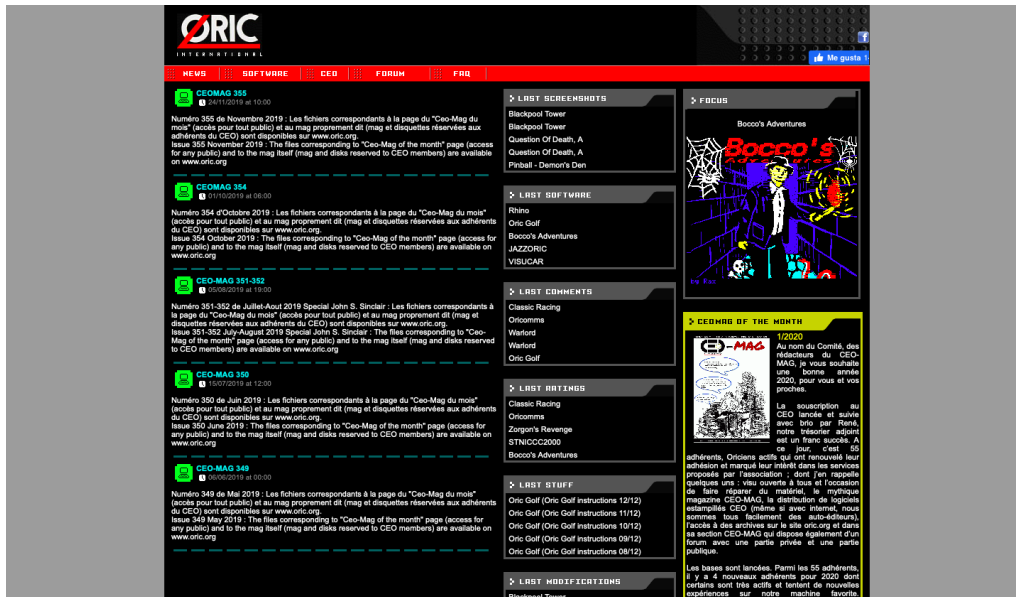 ORIC
INTERNATIONAL
Me gusta 1
NEWS
SOFTWARE
CEO
FORUM
FAQ
CEOMAG 355
24/11/2019 at 10:00
Numéro 355 de Novembre 2019 : Les fichiers correspondants à la page du "Ceo-Mag du
mois" (accès pour tout public) et au mag proprement dit (mag et disquettes réservées aux
adhérents du CEO) sont disponibles sur www.oric.org.
Issue 355 November 2019 : The files corresponding to "Ceo-Mag of the month" page (access
for any public) and to the mag itself (mag and disks reserved to CEO members) are available
on www.oric.org
CEOMAG 354
01/10/2019 at 06:00
Numéro 354 d'Octobre 2019 : Les fichiers correspondants à la page du "Ceo-Mag du mois"
(accès pour tout public) et au mag proprement dit (mag et disquettes réservées aux adhérents
du CEO) sont disponibles sur www.oric.org.
Issue 354 October 2019 : The files corresponding to "Ceo-Mag of the month" page (access for
any public) and to the mag itself (mag and disks reserved to CEO members) are available on
www.oric.org
CEO-MAG 351-352
05/08/2019 at 19:00
Numéro 351-352 de Juillet-Aout 2019 Special John S. Sinclair : Les fichiers correspondants à
la page du "Ceo-Mag du mois" (accès pour tout public) et au mag proprement dit (mag et
disquettes réservées aux adhérents du CEO) sont disponibles sur www.oric.org.
Issue 351-352 July-August 2019 Special John S. Sinclair : The files corresponding to "Ceo-
Mag of the month" page (access for any public) and to the mag itself (mag and disks reserved
to CEO members) are available on www.oric.org
CEO-MAG 350
15/07/2019 at 12:00
Numéro 350 de Juin 2019 : Les fichiers correspondants à la page du "Ceo-Mag du mois"
(accès pour tout public) et au mag proprement dit (mag et disquettes réservées aux adhérents
du CEO) sont disponibles sur www.oric.org.
Issue 350 June 2019 : The files corresponding to "Ceo-Mag of the month" page (access for
any public) and to the mag itself (mag and disks reserved to CEO members) are available on
www.oric.org
CEO-MAG 349
06/06/2019 at 00:00
Numéro 349 de Mai 2019 : Les fichiers correspondants à la page du "Ceo-Mag du mois"
(accès pour tout public) et au mag proprement dit (mag et disquettes réservées aux adhérents
du CEO) sont disponibles sur www.oric.org.
Issue 349 May 2019 : The files corresponding to "Ceo-Mag of the month" page (access for
any public) and to the mag itself (mag and disks reserved to CEO members) are available on
www.oric.org
LAST SCREENSHOTS
Blackpool Tower
Blackpool Tower
Question Of Death, A
Question Of Death, A
Pinball - Demon's Den
LAST SOFTWARE
Rhino
Oric Golf
Bocco's Adventures
JAZZORIC
VISUCAR
LAST COMMENTS
Classic Racing
Oricomms
Warlord
Warlord
Oric Golf
LAST RATINGS
Classic Racing
Oricomms
Zorgon's Revenge
STNICCC2000
Bocco's Adventures
LAST STUFF
Oric Golf (Oric Golf instructions 12/12)
Oric Golf (Oric Golf instructions 11/12)
Oric Golf (Oric Golf instructions 10/12)
Oric Golf (Oric Golf instructions 09/12)
Oric Golf (Oric Golf instructions 08/12)
LAST MODIFICATIONS
Blackpool Tower
FOCUS
Bocco's Adventures
Bocco's
Adventures
CEOMAG OF THE MONTH
MAG
1/2020
Au nom du Comité, des
rédacteurs du CEO-
MAG, je vous souhaite
une bonne année
2020, pour vous et vos
proches.
La souscription au
CEO lancée et suivie
avec brio par René,
notre trésorier adjoint
est un franc succès. A
ce jour, c'est 55
adhérents, Oriciens actifs qui ont renouvelé leur
adhésion et marqué leur intérêt dans les services
proposés par l'association ; dont j'en rappelle
quelques uns : visu ouverte à tous et l'occasion
de faire réparer du matériel, le mythique
magazine CEO-MAG, la distribution de logiciels
estampillés CEO (même si avec internet, nous
sommes tous facilement des auto-éditeurs),
l'accès à des archives sur le site oric.org et dans
sa section CEO-MAG qui dispose également d'un
forum avec une partie privée et une partie
publique.
Les bases sont lancées. Parmi les 55 adhérents,
il y a 4 nouveaux adhérents pour 2020 dont
certains sont très actifs et tentent de nouvelles
expériences sur notre machine favorite.